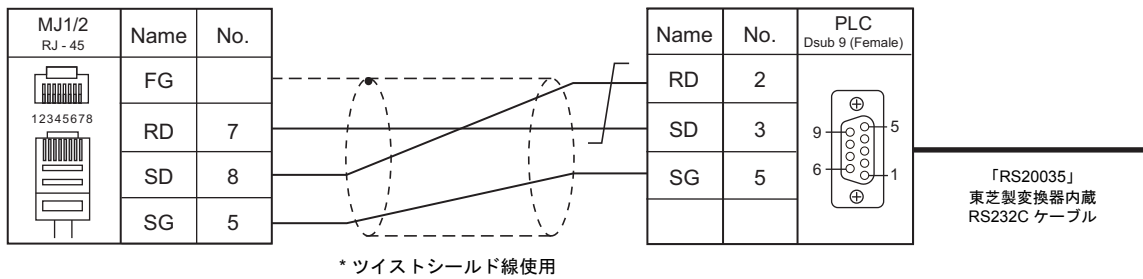 MJ1/2
RJ - 45
Name
No.
Name
No.
PLC
Dsub 9 (Female)
FG
RD
2
12345678
RD
7
SD
3
9
5
6
1
SD
8
SG
5
SG
5
「RS20035」
東芝製変換器内蔵
RS232C ケーブル
* ツイストシールド線使用